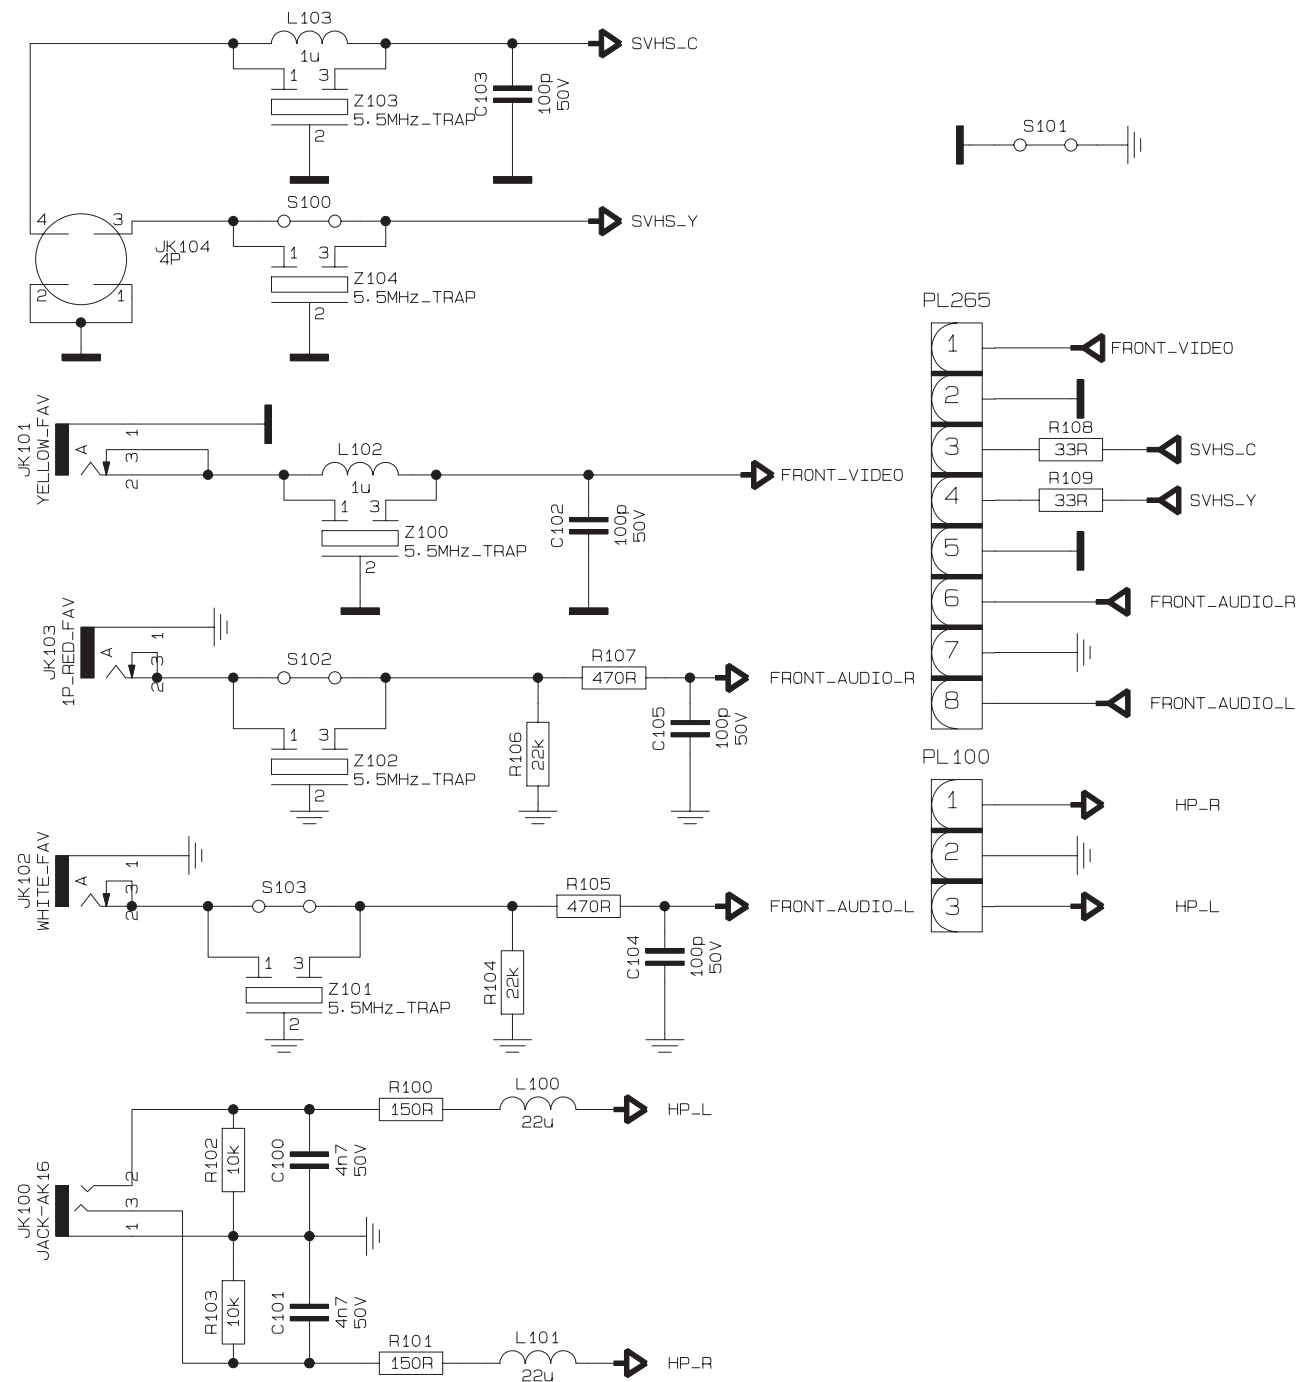 L103
1u
SVHS_C
1 3
Z103
5.5MHz_TRAP
2
C103
100p
50V
S101
S100
SVHS_Y
4 3
JK104
4P
2 1
1 3
Z104
5.5MHz_TRAP
2
PL265
1
FRONT_VIDEO
2
R108
3
33R
SVHS_C
R109
4
33R
SVHS_Y
5
6
FRONT_AUDIO_R
7
8
FRONT_AUDIO_L
JK101
YELLOW_FAV
A
1
3
2
L102
1u
FRONT_VIDEO
1 3
Z100
5.5MHz_TRAP
2
C102
100p
50V
JK103
1P_RED_FAV
A
1
3
2
S102
R107
470R
FRONT_AUDIO_R
1 3
Z102
5.5MHz_TRAP
2
R106
22k
C105
100p
50V
PL100
1
HP_R
2
3
HP_L
JK102
WHITE_FAV
A
1
3
2
S103
R105
470R
FRONT_AUDIO_L
1 3
Z101
5.5MHz_TRAP
2
R104
22k
C104
100p
50V
R100
150R
L100
22u
HP_L
R102
10k
C100
4n7
50V
JK100
JACK-AK16
2
3
1
R103
10k
C101
4n7
50V
R101
150R
L101
22u
HP_R